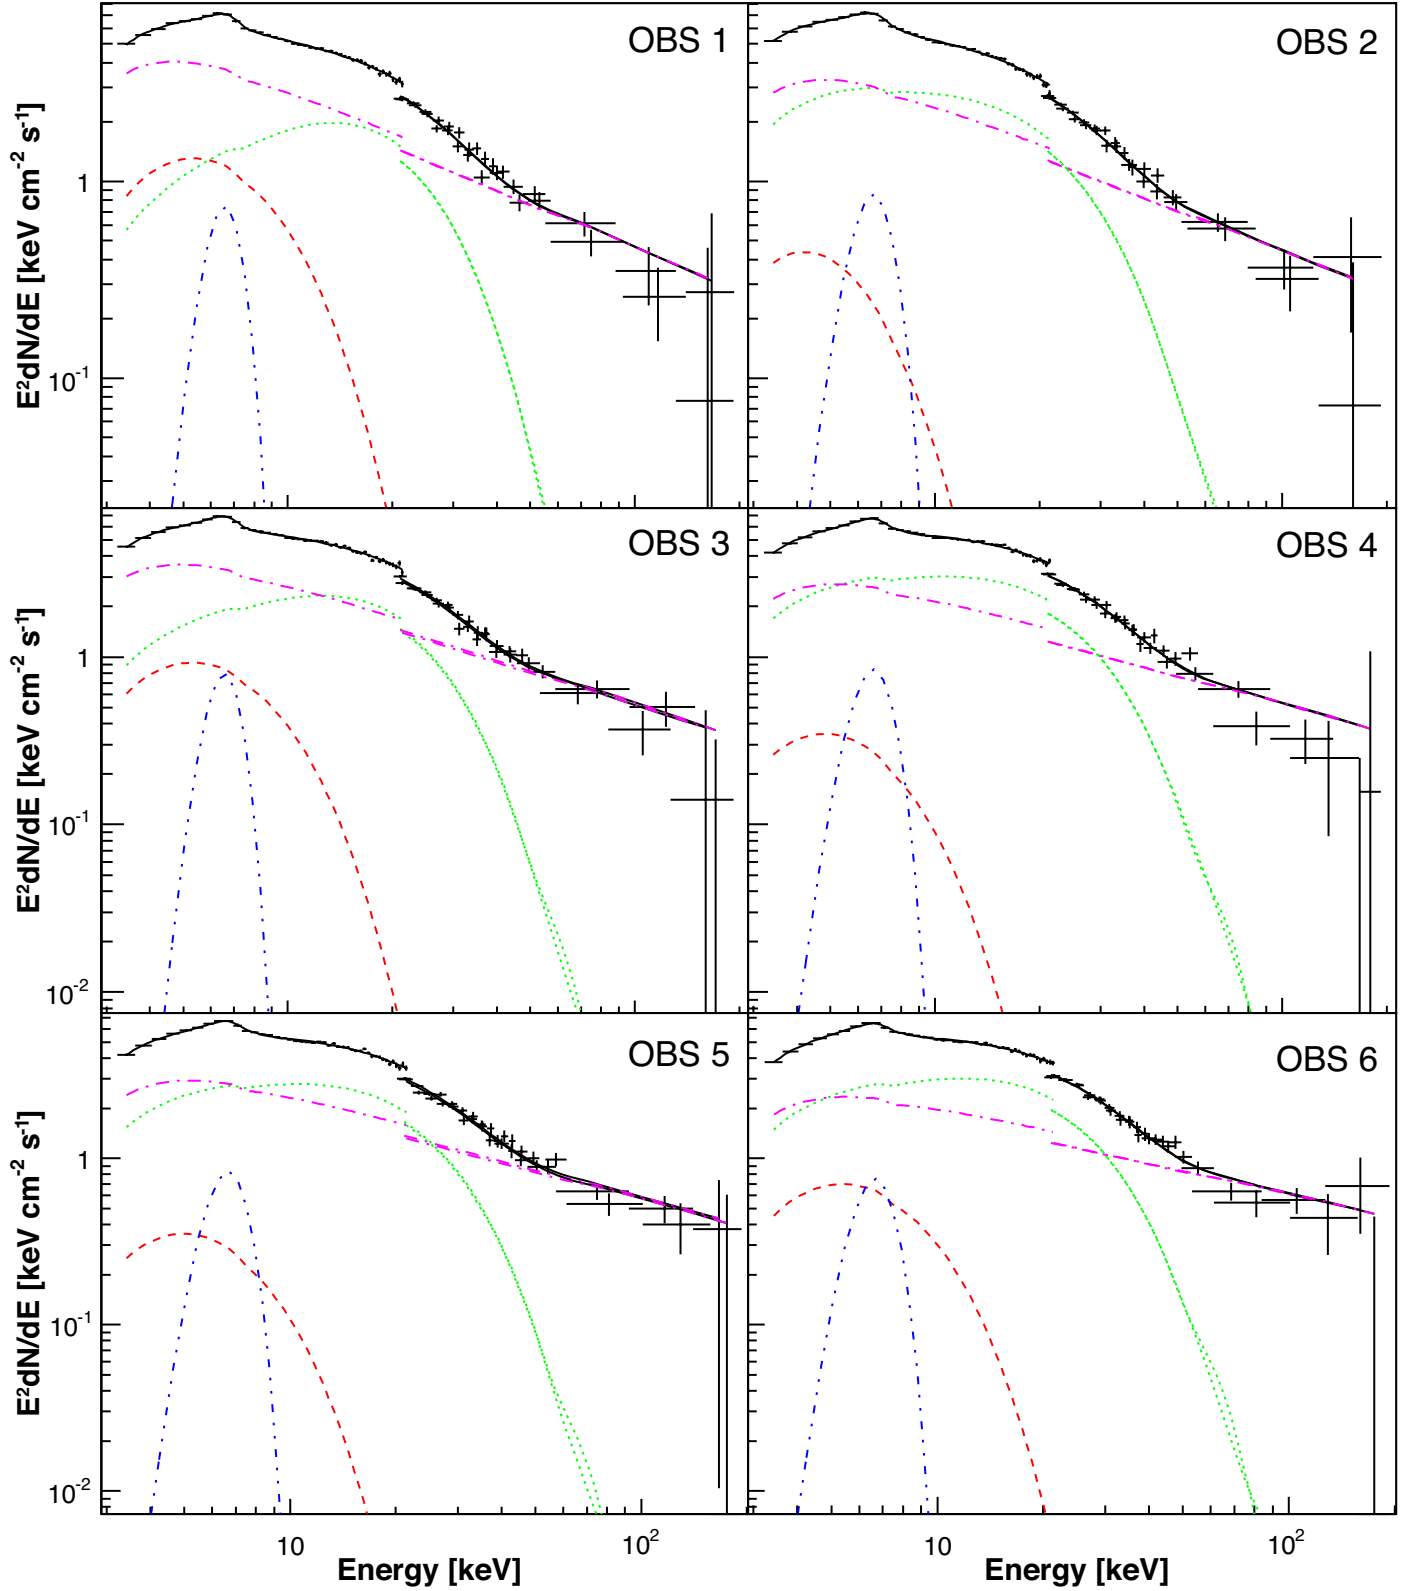 OBS 1
OBS 2
E²dN/dE [keV cm⁻² s⁻¹]
1
10⁻¹
OBS 3
OBS 4
E²dN/dE [keV cm⁻² s⁻¹]
1
10⁻¹
10⁻²
OBS 5
OBS 6
E²dN/dE [keV cm⁻² s⁻¹]
1
10⁻¹
10⁻²
10
10²
10
10²
Energy [keV]
Energy [keV]